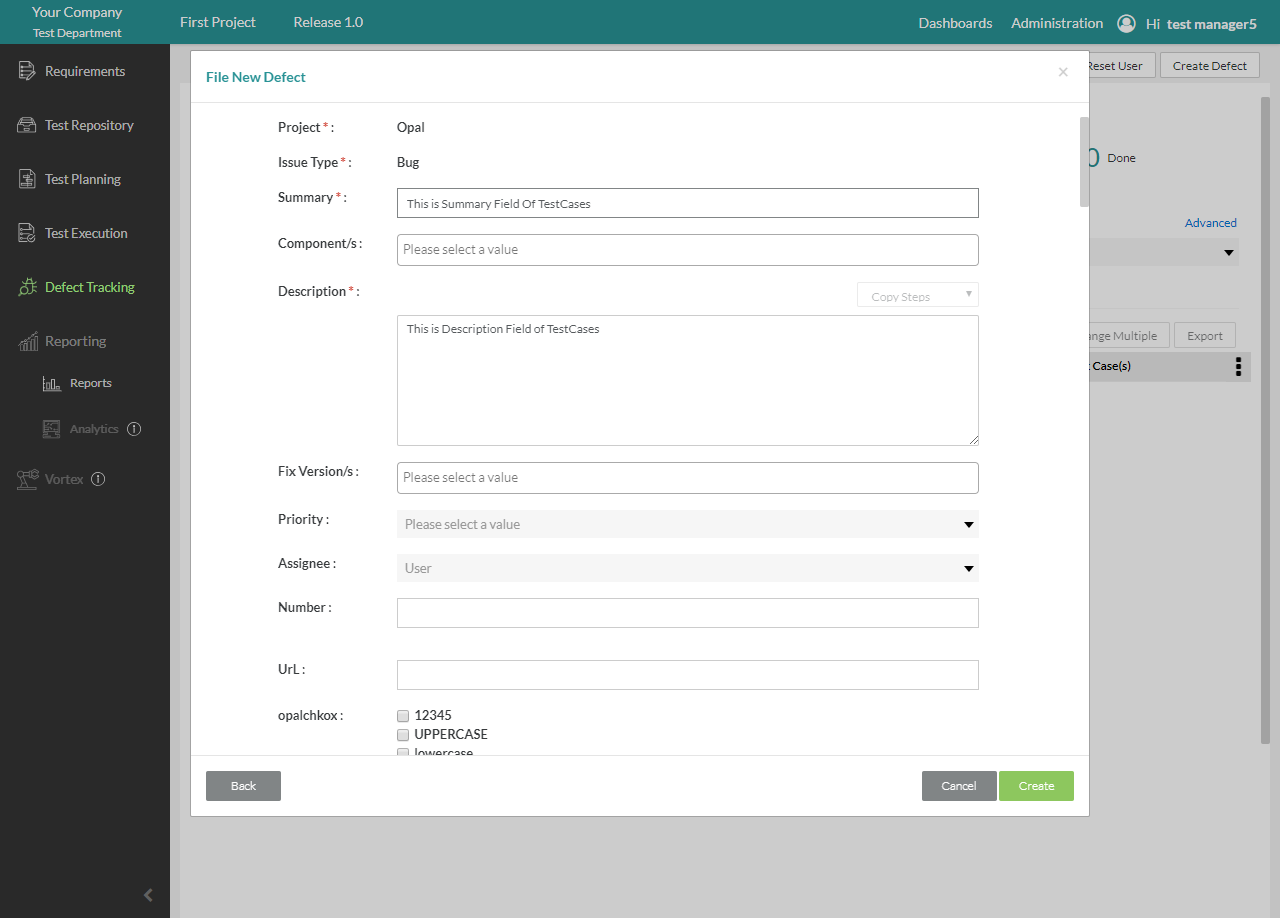 Your Company
Test Department
First Project
Release 1.0
Dashboards
Administration
Hi test manager5
Requirements
Test Repository
Test Planning
Test Execution
Defect Tracking
Reporting
Reports
Analytics
Vortex
Reset User
Create Defect
0 Done
Advanced
Multiple
Export
Case(s)
File New Defect
×
Project * : Opal
Issue Type * : Bug
Summary * : This is Summary Field Of TestCases
Component/s : Please select a value
Description * : Copy Steps
This is Description Field of TestCases
Fix Version/s : Please select a value
Priority : Please select a value
Assignee : User
Number :
UrL :
opalchkox : 12345
UPPERCASE
lowercase
Back
Cancel
Create